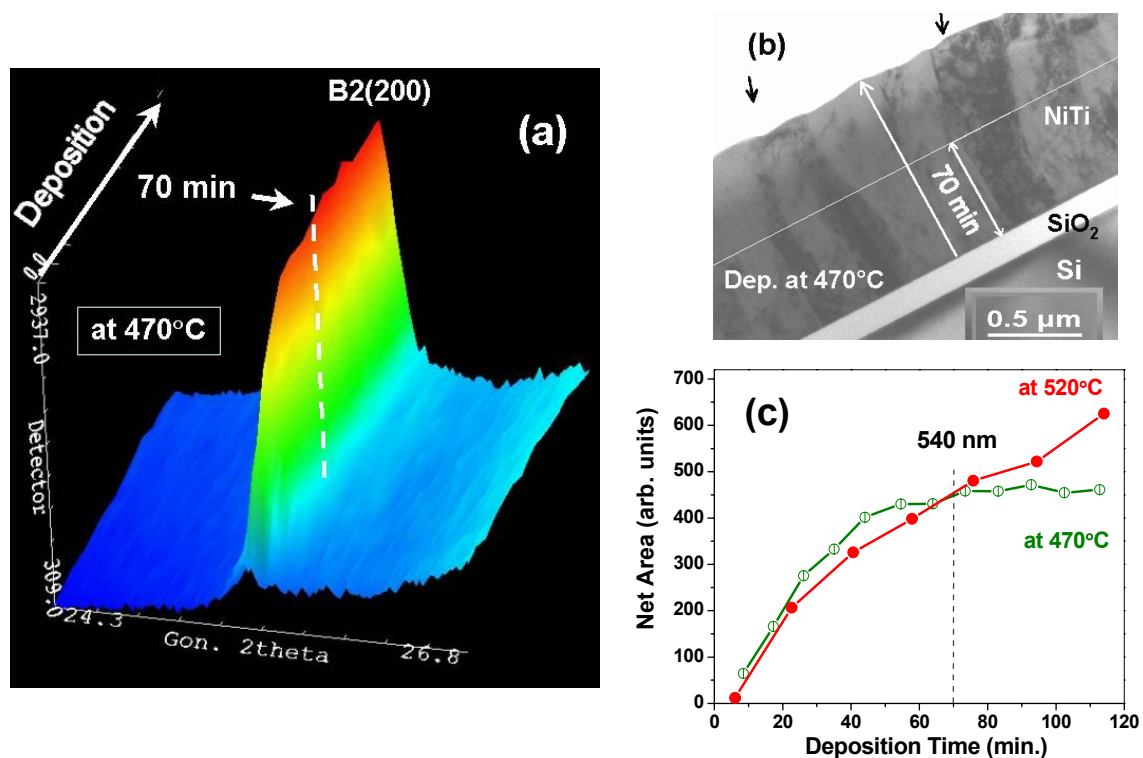 B2(200)
(a)
Deposition
70 min
at 470°C
0.0
2937.0
Detector
309.0
24.3
Gon. 2theta
26.8
(b)
NiTi
70 min
SiO2
Si
Dep. at 470°C
0.5 µm
(c)
at 520°C
540 nm
at 470°C
Net Area (arb. units)
700
600
500
400
300
200
100
0
0 20 40 60 80 100 120
Deposition Time (min.)